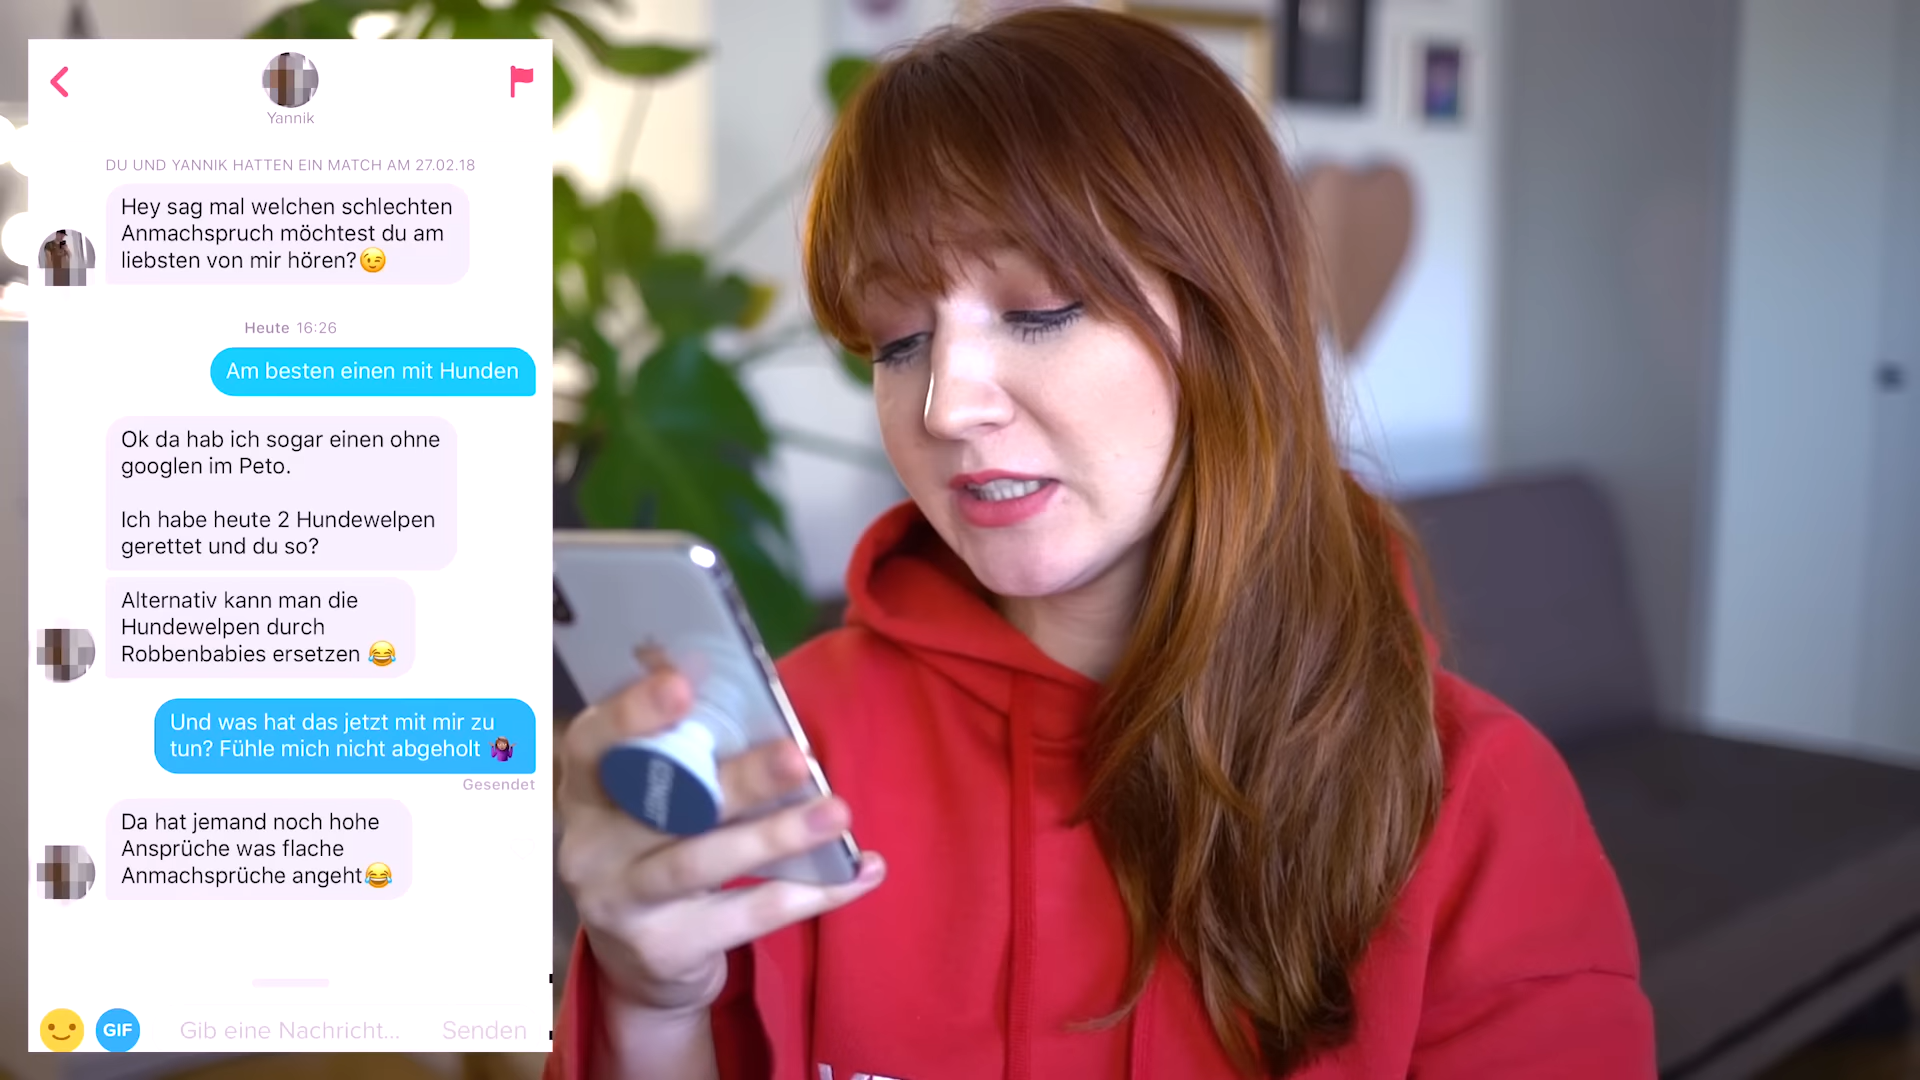 Yannik
DU UND YANNIK HATTEN EIN MATCH AM 27.02.18
Hey sag mal welchen schlechten
Anmachspruch möchtest du am
liebsten von mir hören?😉
Heute 16:26
Am besten einen mit Hunden
Ok da hab ich sogar einen ohne
googlen im Peto.
Ich habe heute 2 Hundewelpen
gerettet und du so?
Alternativ kann man die
Hundewelpen durch
Robbenbabies ersetzen 😂
Und was hat das jetzt mit mir zu
tun? Fühle mich nicht abgeholt 🤷🏽‍♀️
Gesendet
Da hat jemand noch hohe
Ansprüche was flache
Anmachsprüche angeht😂
GIF
Gib eine Nachricht...
Senden